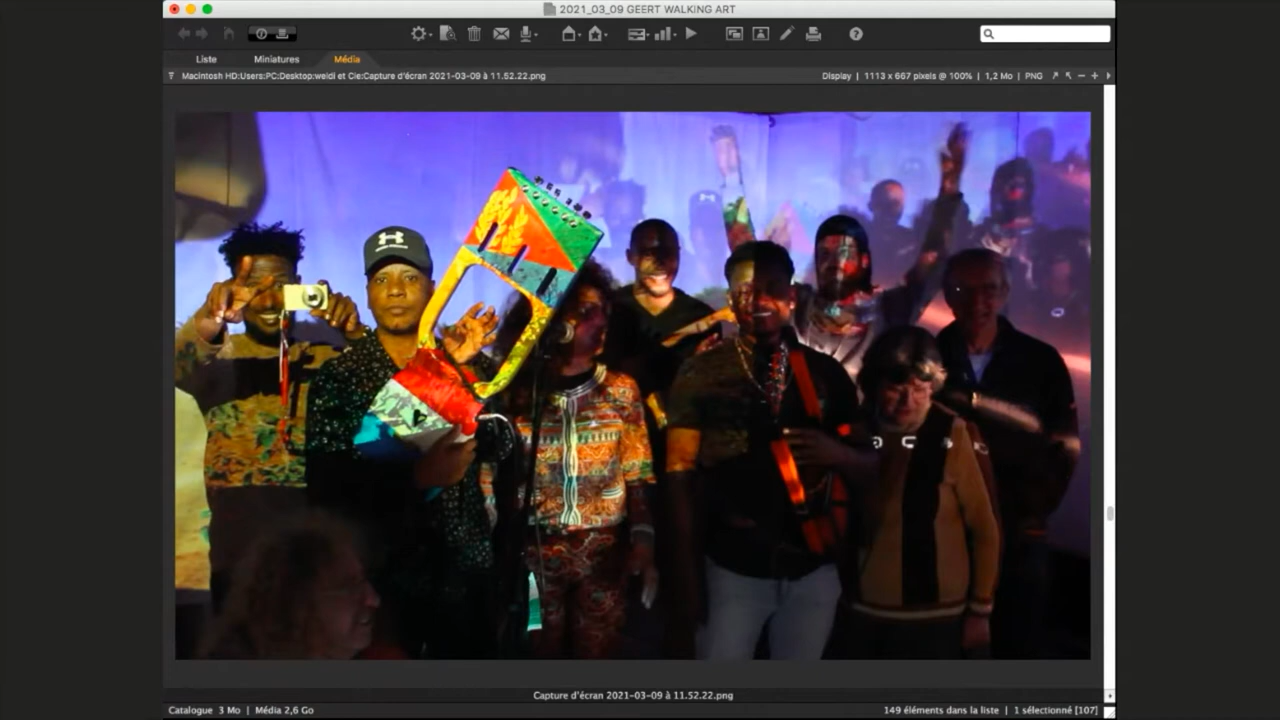 2021_03_09 GEERT WALKING ART
Liste Miniatures Média
Macintosh HD:Users:PC:Desktop:weidi et Cie:Capture d'écran 2021-03-09 à 11.52.22.png Display | 1113 x 667 pixels @ 100% | 1,2 Mo | PNG
Capture d'écran 2021-03-09 à 11.52.22.png
Catalogue 3 Mo | Média 2,6 Go 149 éléments dans la liste | 1 sélectionné [107]